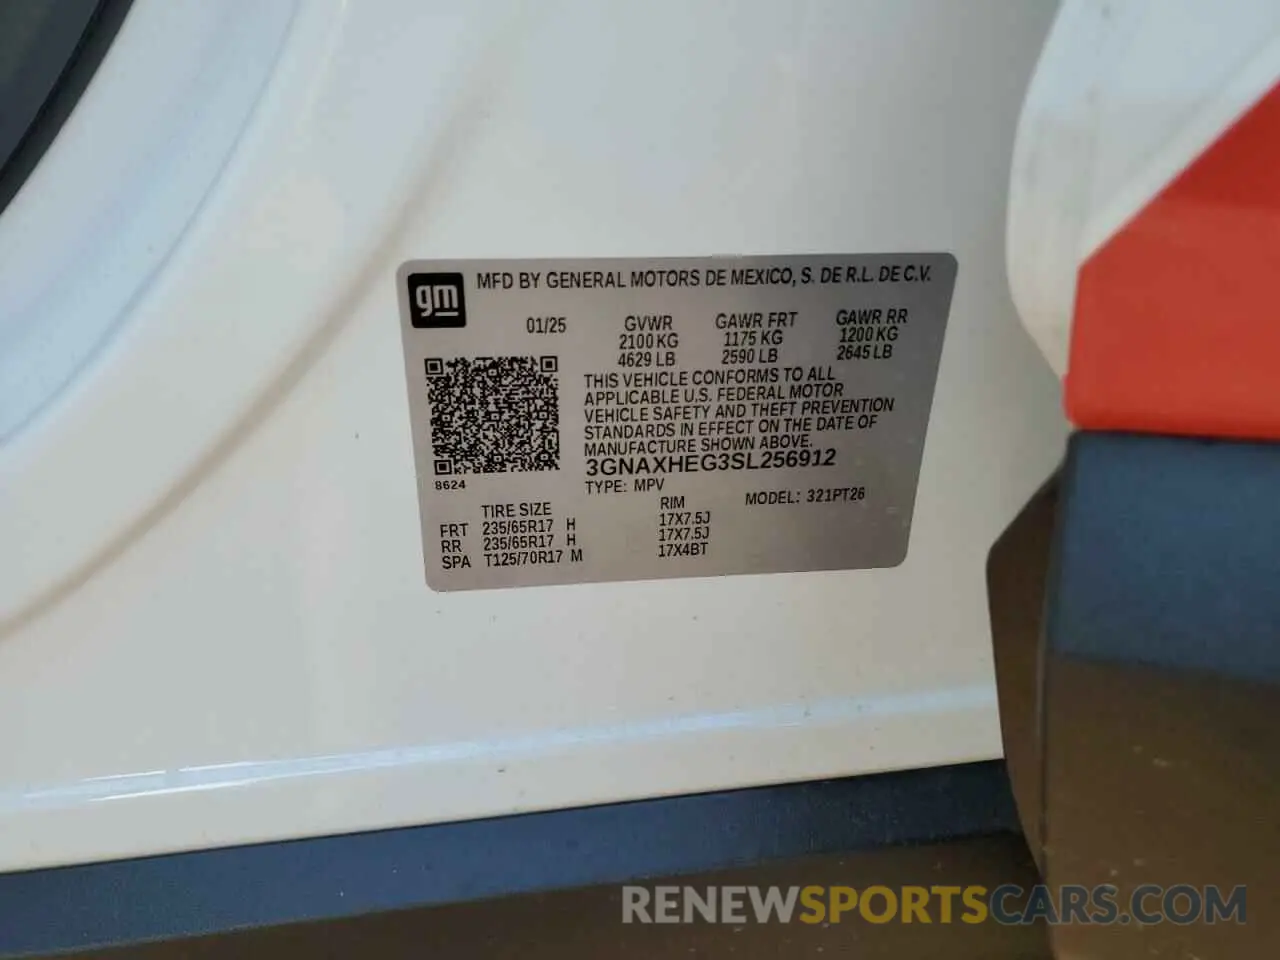 gm
MFD BY GENERAL MOTORS DE MEXICO, S. DE R.L. DE C.V.
01/25 GVWR GAWR FRT GAWR RR
2100 KG 1175 KG 1200 KG
4629 LB 2590 LB 2645 LB
THIS VEHICLE CONFORMS TO ALL
APPLICABLE U.S. FEDERAL MOTOR
VEHICLE SAFETY AND THEFT PREVENTION
STANDARDS IN EFFECT ON THE DATE OF
MANUFACTURE SHOWN ABOVE.
3GNAXHEG3SL256912
8624
TYPE: MPV MODEL: 321PT26
TIRE SIZE RIM
FRT 235/65R17 H 17X7.5J
RR 235/65R17 H 17X7.5J
SPA T125/70R17 M 17X4BT
RENEWSPORTSCARS.COM